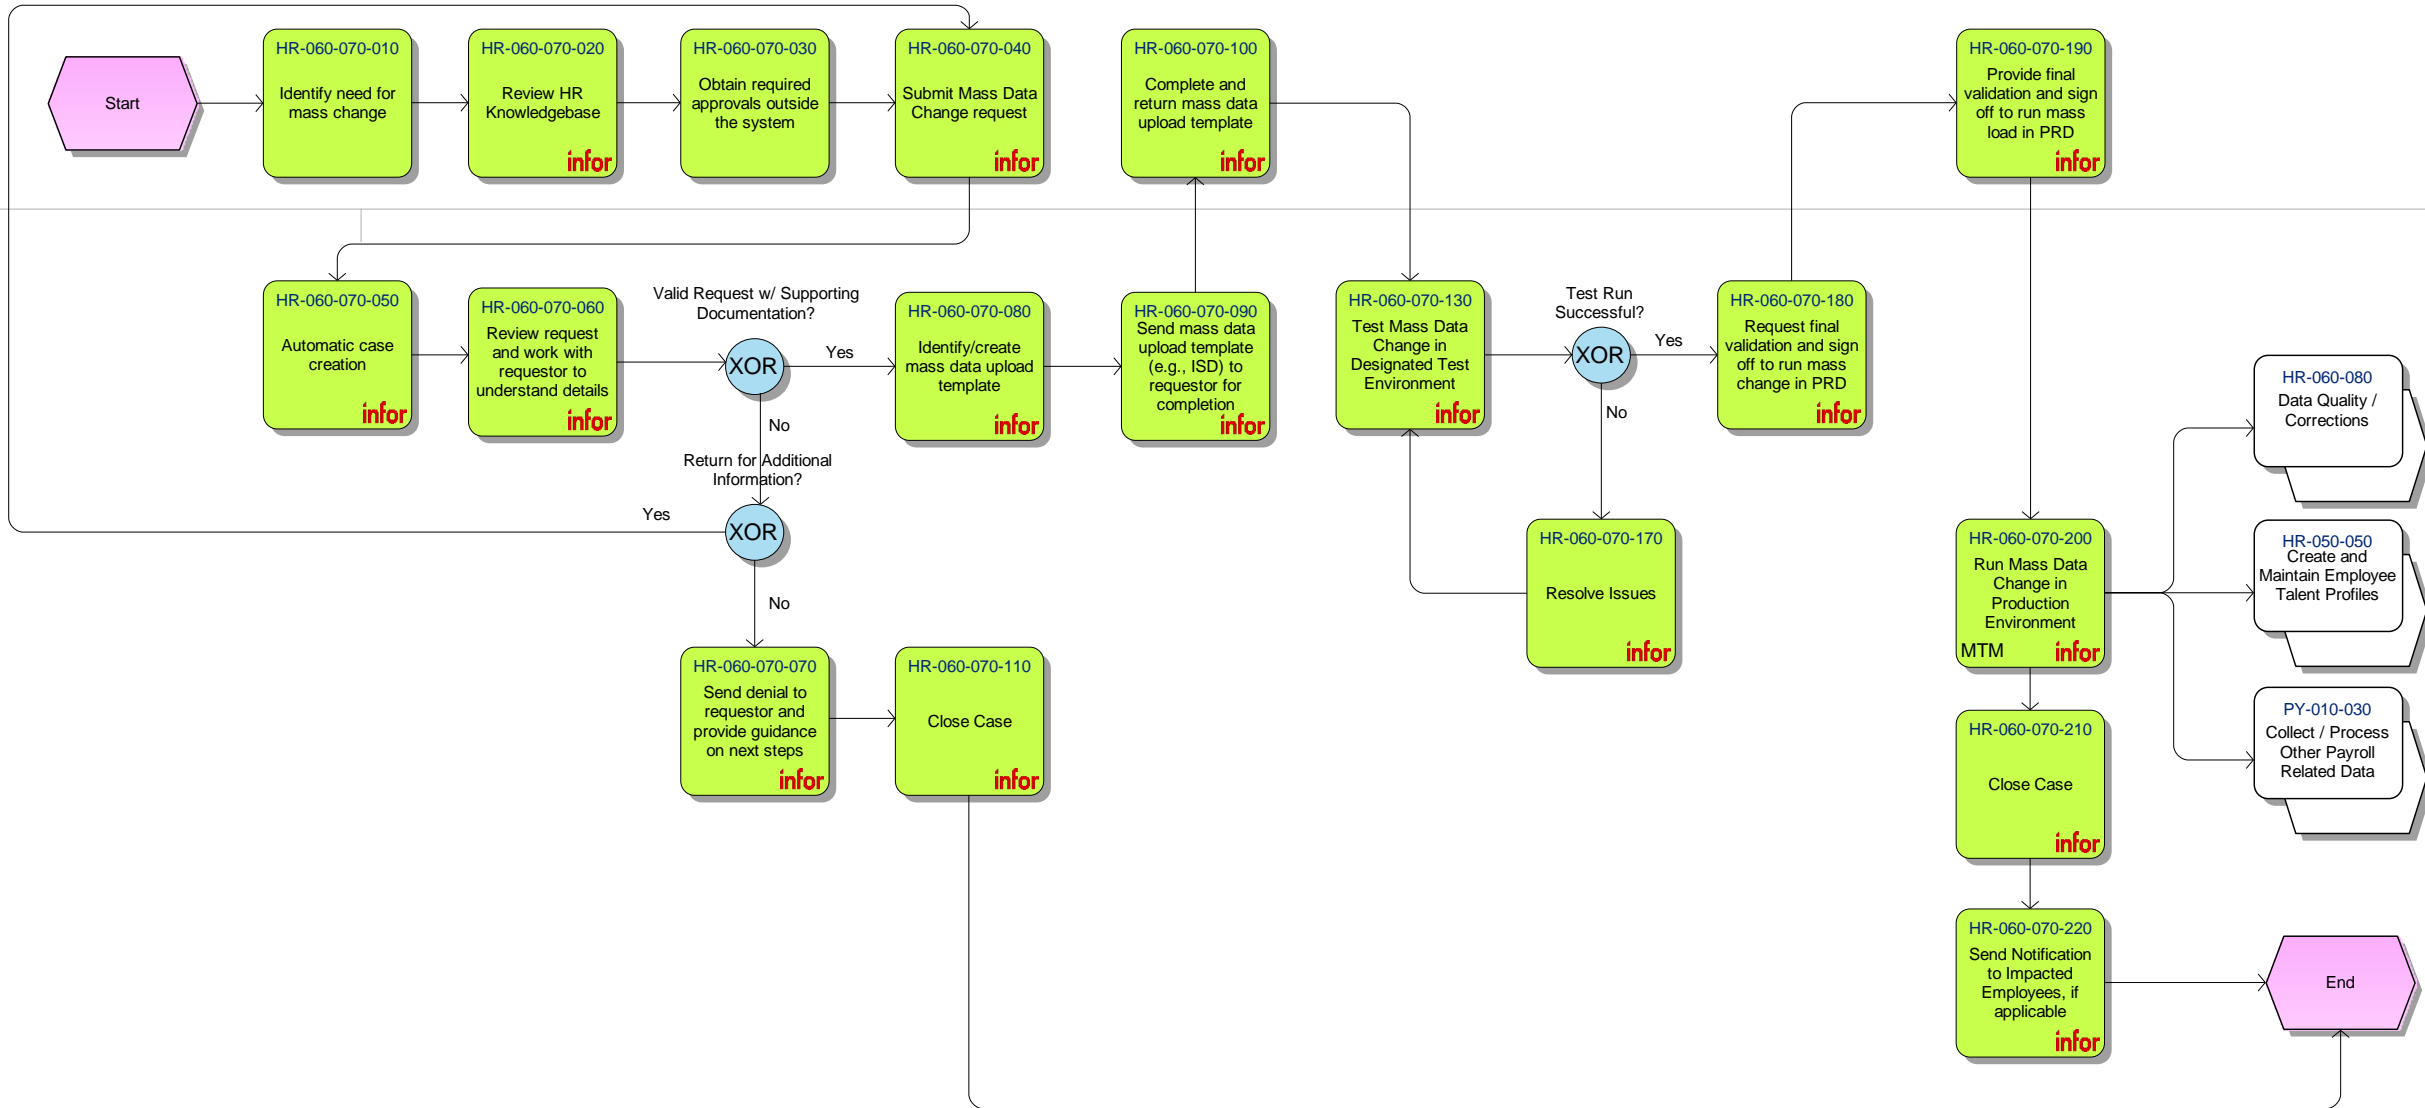 Start
HR-060-070-010
Identify need for
mass change
HR-060-070-020
Review HR
Knowledgebase
infor
HR-060-070-030
Obtain required
approvals outside
the system
HR-060-070-040
Submit Mass Data
Change request
infor
HR-060-070-100
Complete and
return mass data
upload template
infor
HR-060-070-190
Provide final
validation and sign
off to run mass
load in PRD
infor
HR-060-070-050
Automatic case
creation
infor
HR-060-070-060
Review request
and work with
requestor to
understand details
infor
Valid Request w/ Supporting
Documentation?
XOR
Yes
No
HR-060-070-080
Identify/create
mass data upload
template
infor
HR-060-070-090
Send mass data
upload template
(e.g., ISD) to
requestor for
completion
infor
HR-060-070-130
Test Mass Data
Change in
Designated Test
Environment
infor
Test Run
Successful?
XOR
Yes
No
HR-060-070-180
Request final
validation and sign
off to run mass
change in PRD
infor
HR-060-080
Data Quality /
Corrections
Return for Additional
Information?
Yes
XOR
No
HR-060-070-170
Resolve Issues
infor
HR-060-070-200
Run Mass Data
Change in
Production
Environment
MTM
infor
HR-050-050
Create and
Maintain Employee
Talent Profiles
HR-060-070-070
Send denial to
requestor and
provide guidance
on next steps
infor
HR-060-070-110
Close Case
infor
HR-060-070-210
Close Case
infor
PY-010-030
Collect / Process
Other Payroll
Related Data
HR-060-070-220
Send Notification
to Impacted
Employees, if
applicable
infor
End